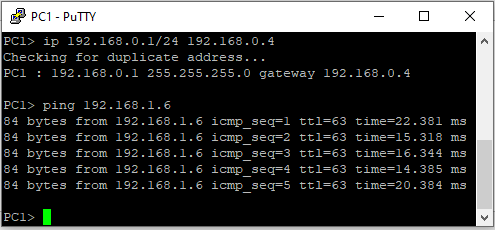 PC1 - PuTTY
PC1> ip 192.168.0.1/24 192.168.0.4
Checking for duplicate address...
PC1 : 192.168.0.1 255.255.255.0 gateway 192.168.0.4
PC1> ping 192.168.1.6
84 bytes from 192.168.1.6 icmp_seq=1 ttl=63 time=22.381 ms
84 bytes from 192.168.1.6 icmp_seq=2 ttl=63 time=15.318 ms
84 bytes from 192.168.1.6 icmp_seq=3 ttl=63 time=16.344 ms
84 bytes from 192.168.1.6 icmp_seq=4 ttl=63 time=14.385 ms
84 bytes from 192.168.1.6 icmp_seq=5 ttl=63 time=20.384 ms
PC1>